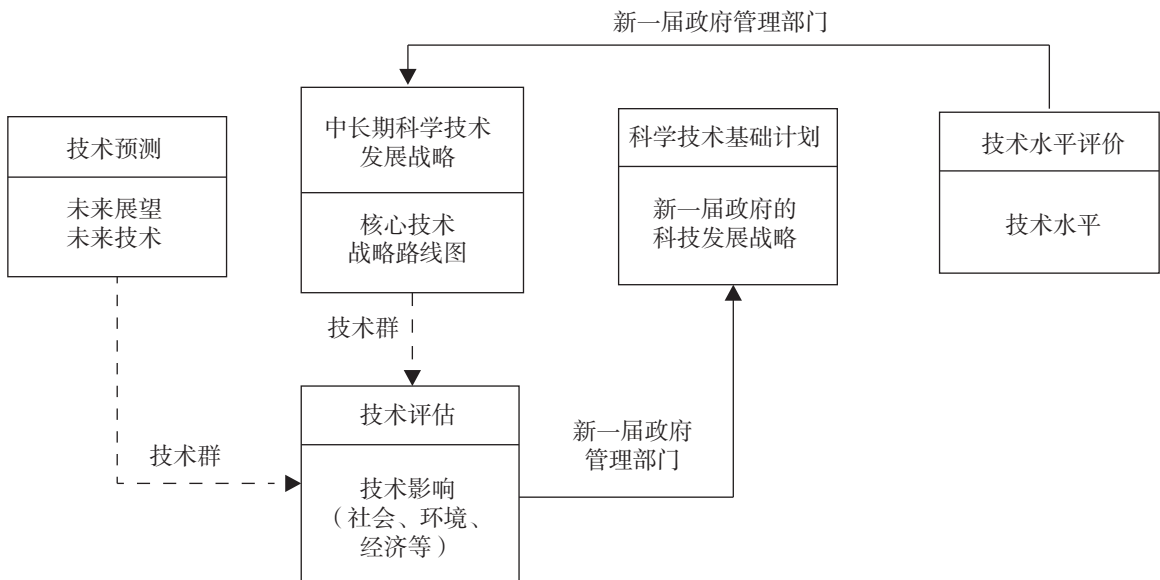 新一届政府管理部门
技术预测
未来展望
未来技术
中长期科学技术
发展战略
核心技术
战略路线图
科学技术基础计划
新一届政府的
科技发展战略
技术水平评价
技术水平
技术群
技术群
技术评估
技术影响
（社会、环境、
经济等）
新一届政府
管理部门